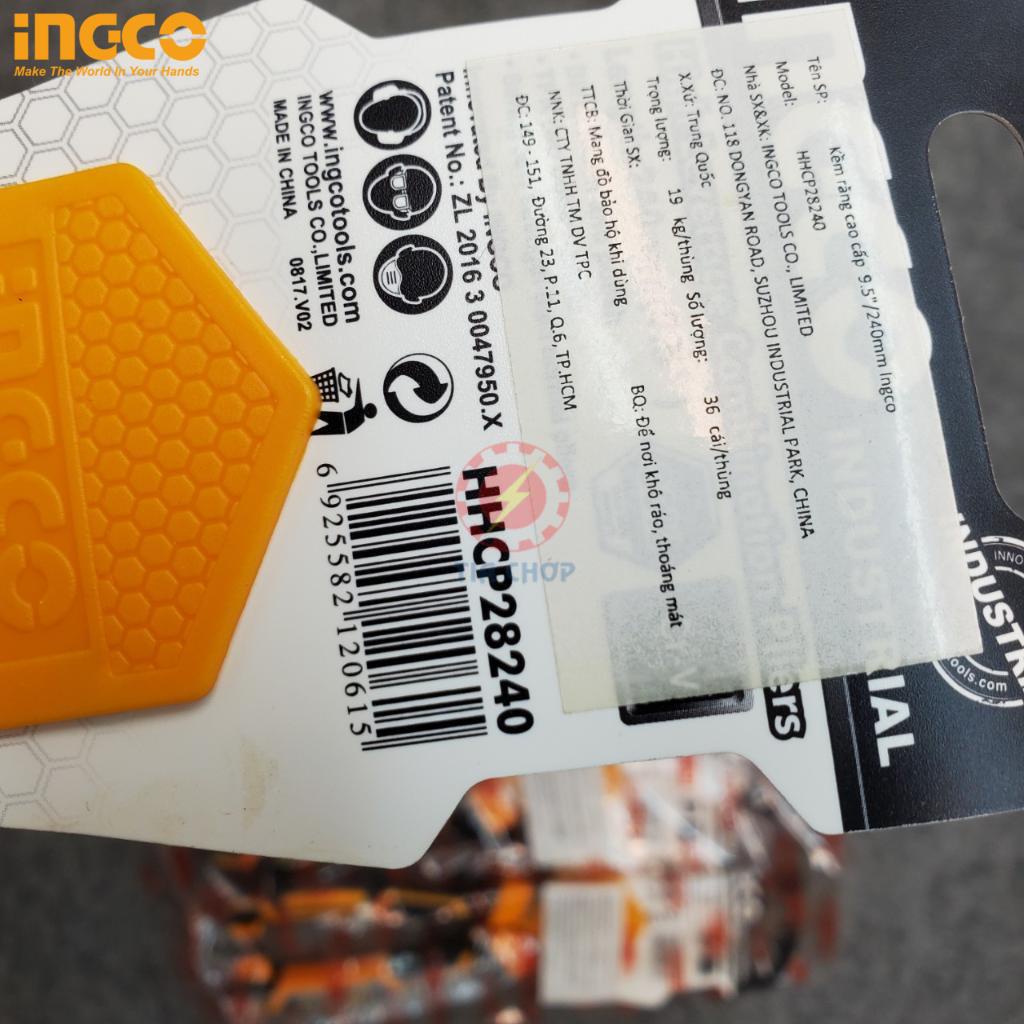 INGCO
Make The World In Your Hands
Tên SP: Kềm răng cao cấp 9.5"/240mm Ingco
Model: HHCP28240
Nhà SX&XK: INGCO TOOLS CO., LIMITED
ĐC: NO. 118 DONGYAN ROAD, SUZHOU INDUSTRIAL PARK, CHINA
X.Xứ: Trung Quốc
Trọng lượng: 19 kg/thùng Số lượng: 36 cái/thùng
Thời Gian SX: BQ: Để nơi khô ráo, thoáng mát
TTCB: Mang đồ bảo hộ khi dùng
NNK: CTY TNHH TM DV TPC
ĐC: 149 - 151, Đường 23, P.11, Q.6, TP.HCM
INDUSTRIAL
Patent No.: ZL 2016 3 0047950.X
www.ingcotools.com
INGCO TOOLS CO.,LIMITED
MADE IN CHINA 0817.V02
HHCP28240
6 925582 120615